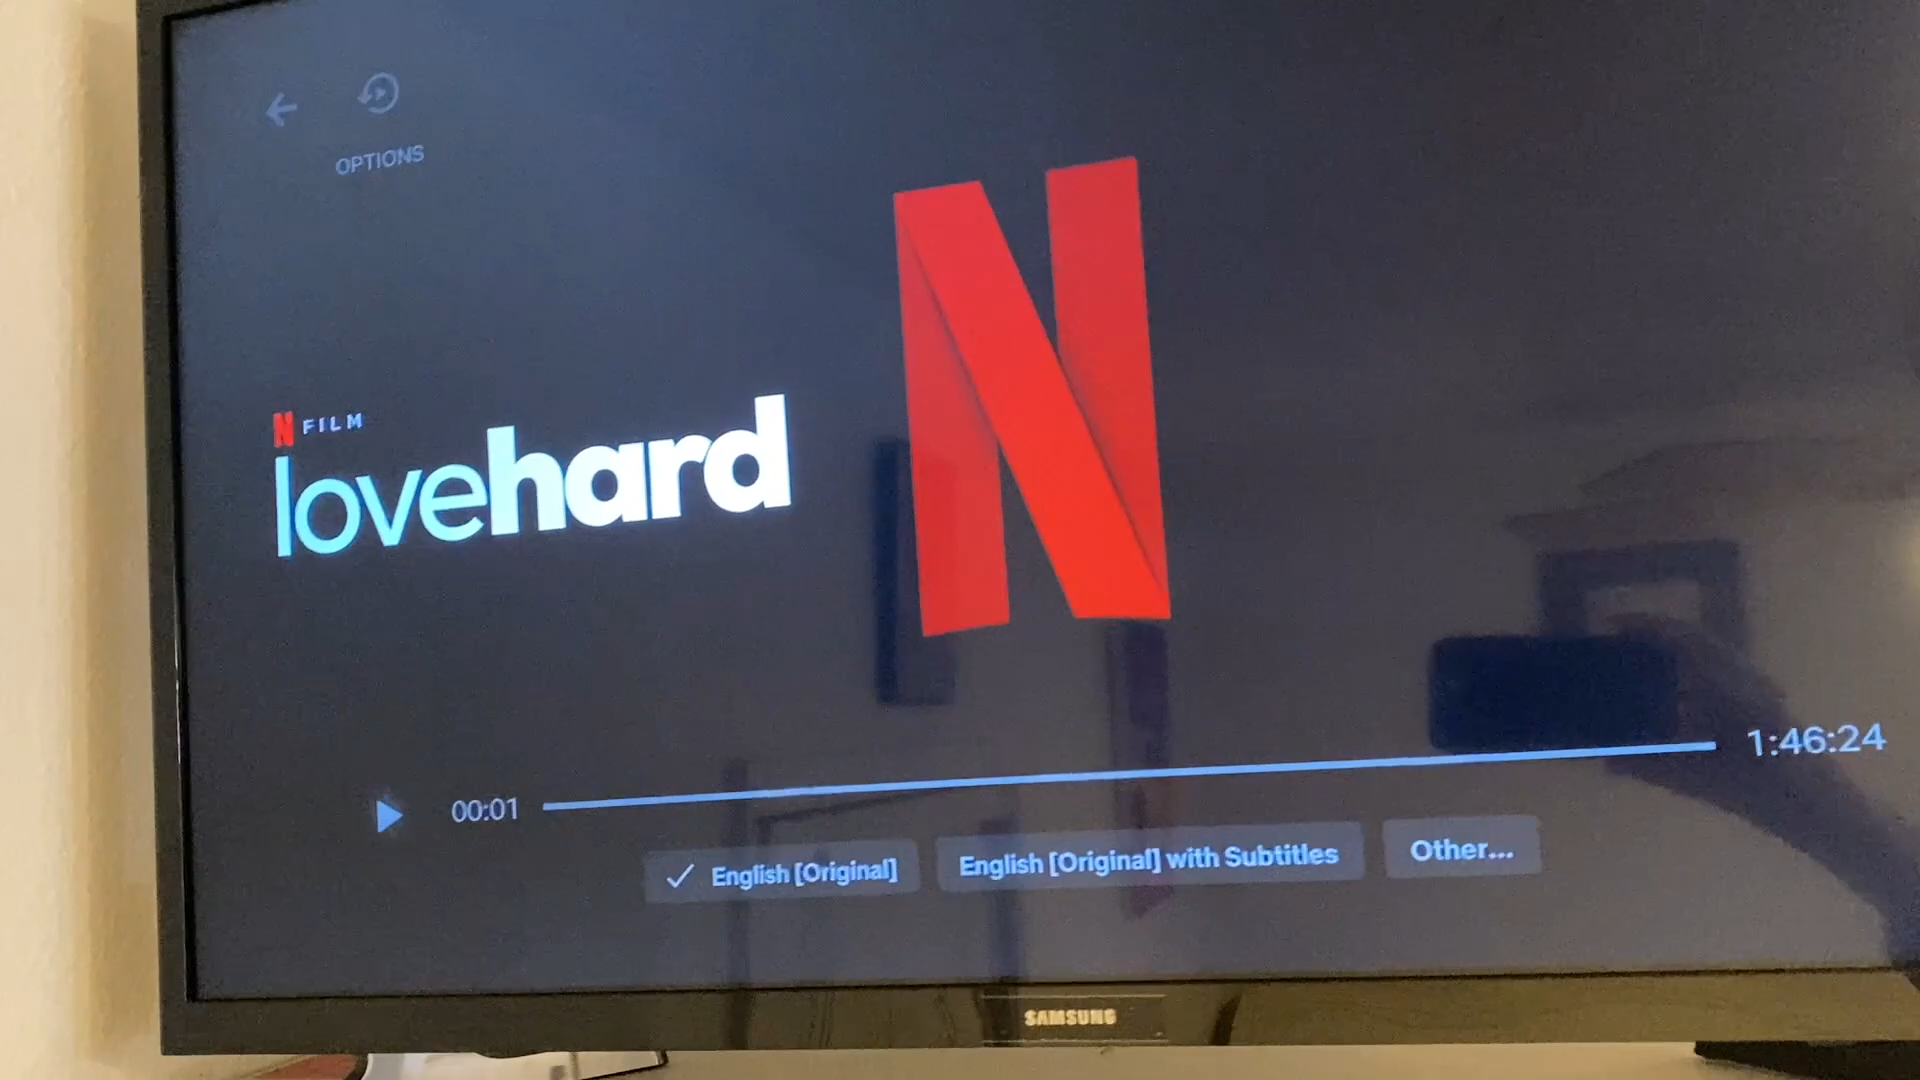 OPTIONS
N FILM
lovehard
N
00:01
1:46:24
English [Original]
English [Original] with Subtitles
Other...
SAMSUNG